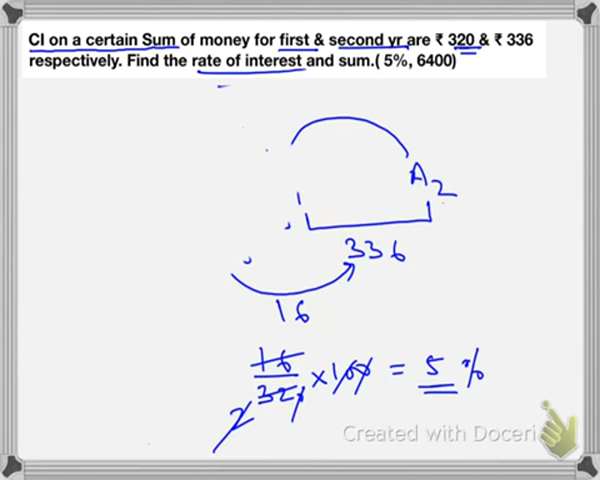 CI on a certain Sum of money for first & second yr are ₹ 320 & ₹ 336
respectively. Find the rate of interest and sum.( 5%, 6400)
A2
336
16
16/320 × 100 = 5 %
2
Created with Doceri